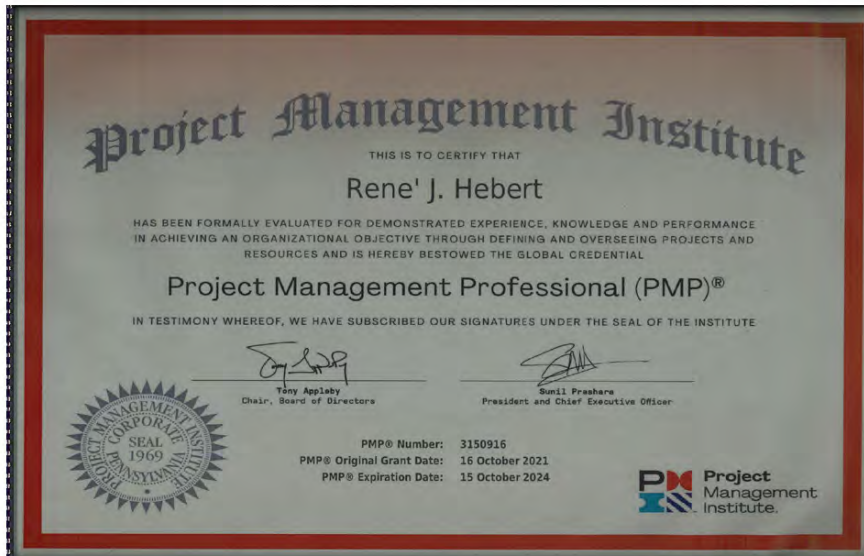 Project Management Institute
THIS IS TO CERTIFY THAT
Rene' J. Hebert
HAS BEEN FORMALLY EVALUATED FOR DEMONSTRATED EXPERIENCE, KNOWLEDGE AND PERFORMANCE
IN ACHIEVING AN ORGANIZATIONAL OBJECTIVE THROUGH DEFINING AND OVERSEEING PROJECTS AND
RESOURCES AND IS HEREBY BESTOWED THE GLOBAL CREDENTIAL
Project Management Professional (PMP)®
IN TESTIMONY WHEREOF, WE HAVE SUBSCRIBED OUR SIGNATURES UNDER THE SEAL OF THE INSTITUTE
Tony Appleby
Chair, Board of Directors
Sunil Prashara
President and Chief Executive Officer
PROJECT MANAGEMENT INSTITUTE
CORPORATE
SEAL
1969
PENNSYLVANIA
PMP® Number: 3150916
PMP® Original Grant Date: 16 October 2021
PMP® Expiration Date: 15 October 2024
Project
Management
Institute.